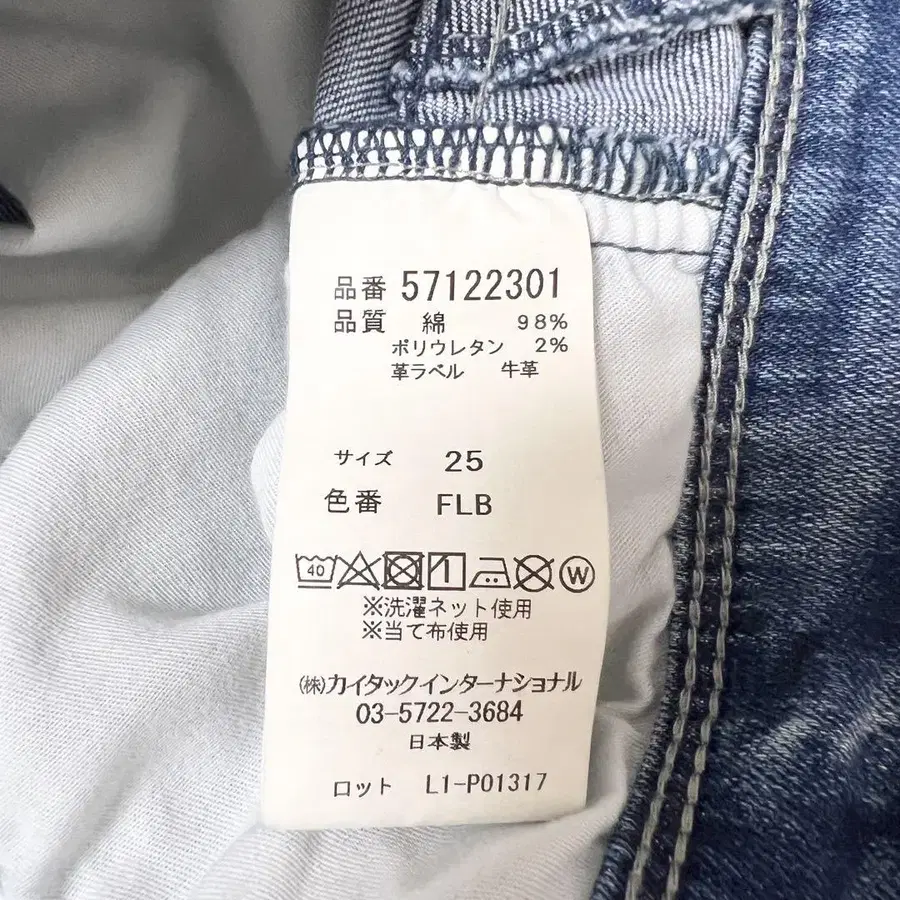 品番 57122301
品質 綿 98%
ポリウレタン 2%
革ラベル 牛革
サイズ 25
色番 FLB
40 W
※洗濯ネット使用
※当て布使用
(株)カイタックインターナショナル
03-5722-3684
日本製
ロット L1-P01317